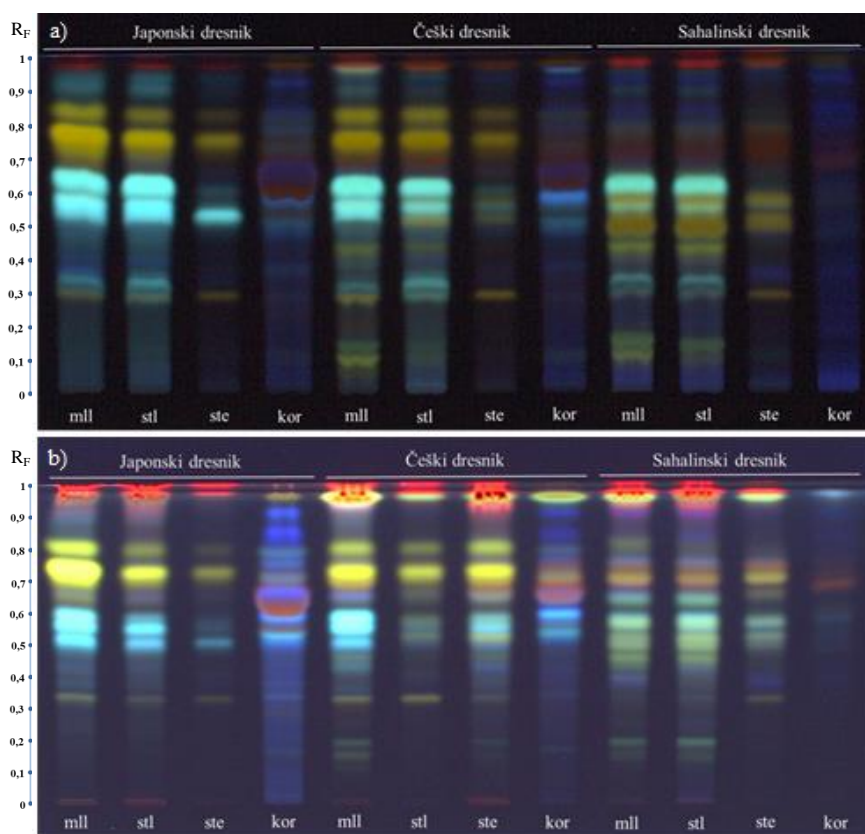 R_F
a)
Japonski dresnik Češki dresnik Sahalinski dresnik
1
0,9
0,8
0,7
0,6
0,5
0,4
0,3
0,2
0,1
0
mll stl ste kor mll stl ste kor mll stl ste kor
R_F
b)
Japonski dresnik Češki dresnik Sahalinski dresnik
1
0,9
0,8
0,7
0,6
0,5
0,4
0,3
0,2
0,1
0
mll stl ste kor mll stl ste kor mll stl ste kor